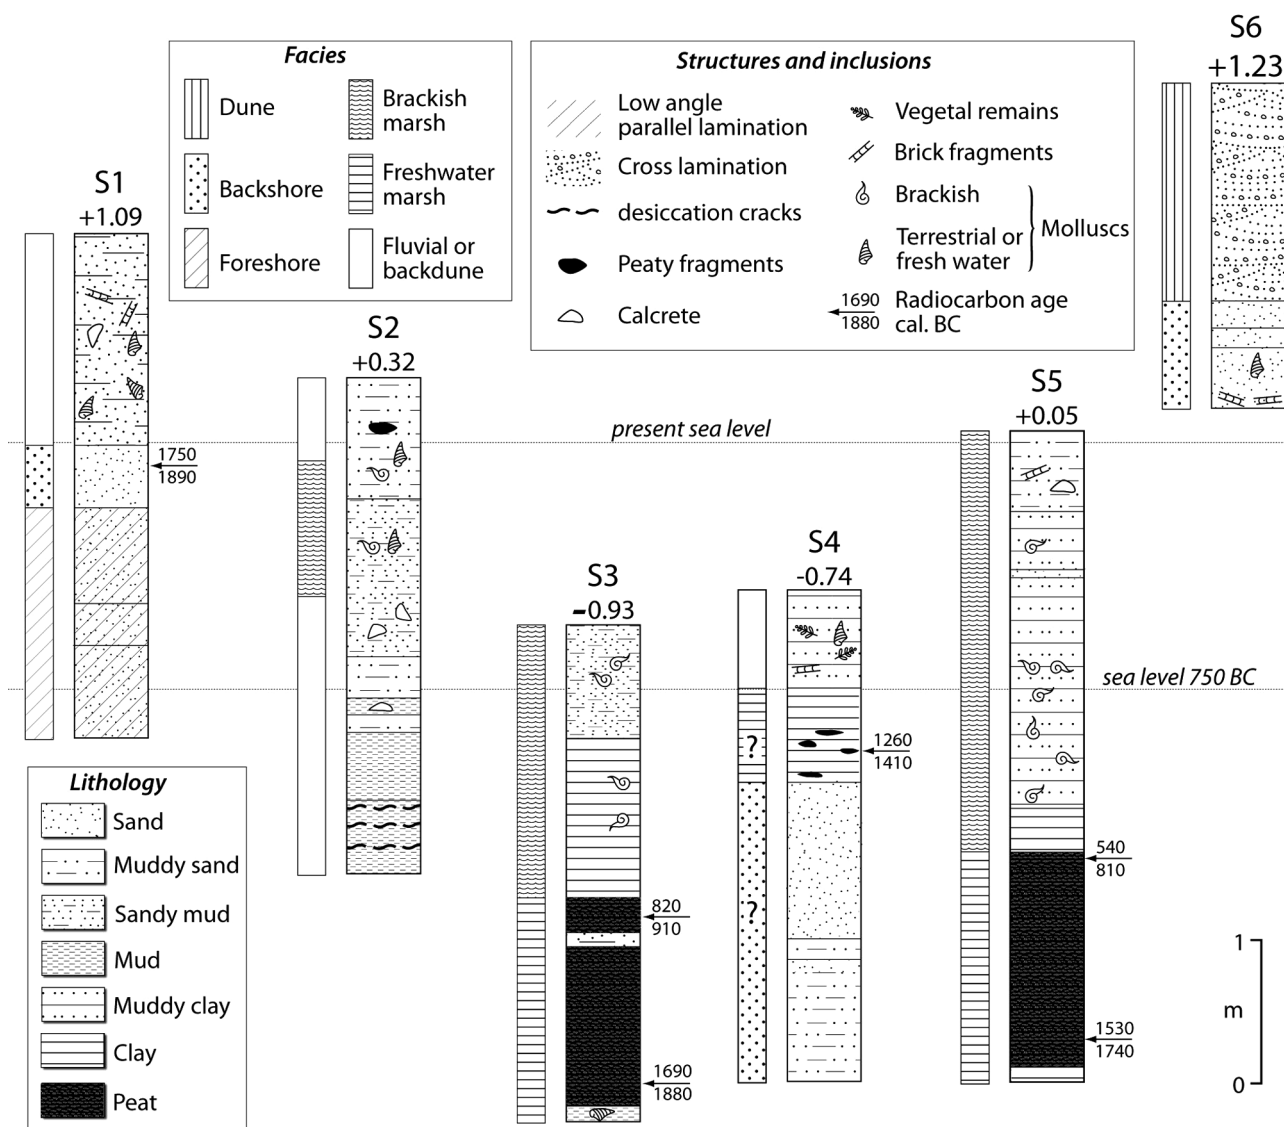 S6
+1.23
Facies
Dune
Backshore
Foreshore
Brackish
marsh
Freshwater
marsh
Fluvial or
backdune
Structures and inclusions
Low angle
parallel lamination
Cross lamination
desiccation cracks
Peaty fragments
Calcrete
Vegetal remains
Brick fragments
Brackish
Terrestrial or
fresh water
Molluscs
1690
1880
Radiocarbon age
cal. BC
S1
+1.09
1750
1890
S2
+0.32
present sea level
S5
+0.05
S4
-0.74
S3
-0.93
sea level 750 BC
?
1260
1410
?
820
910
1690
1880
540
810
1530
1740
Lithology
Sand
Muddy sand
Sandy mud
Mud
Muddy clay
Clay
Peat
1
m
0